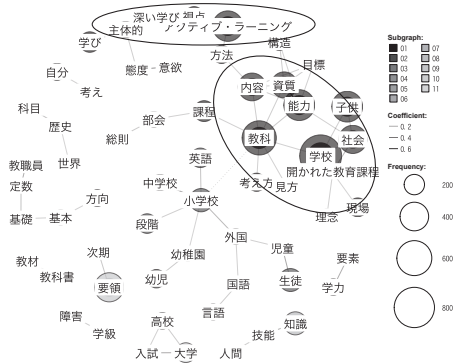 深い学び 視点
主体的
アクティブ・ラーニング
学び
態度 意欲
方法
構造
目標
自分
考え
内容
資質
能力
子供
科目
歴史
世界
部会
課程
総則
教科
社会
学校
開かれた教育課程
教職員
定数
基礎
基本
方向
英語
中学校
小学校
考え方
見方
理念
現場
段階
幼稚園
幼児
外国
児童
国語
言語
生徒
要素
学力
教材
教科書
次期
要領
障害
学級
高校
入試
大学
人間
技能
知識
Subgraph:
01 07
02 08
03 09
04 10
05 11
06
Coefficient:
0. 2
0. 4
0. 6
Frequency:
200
400
600
800